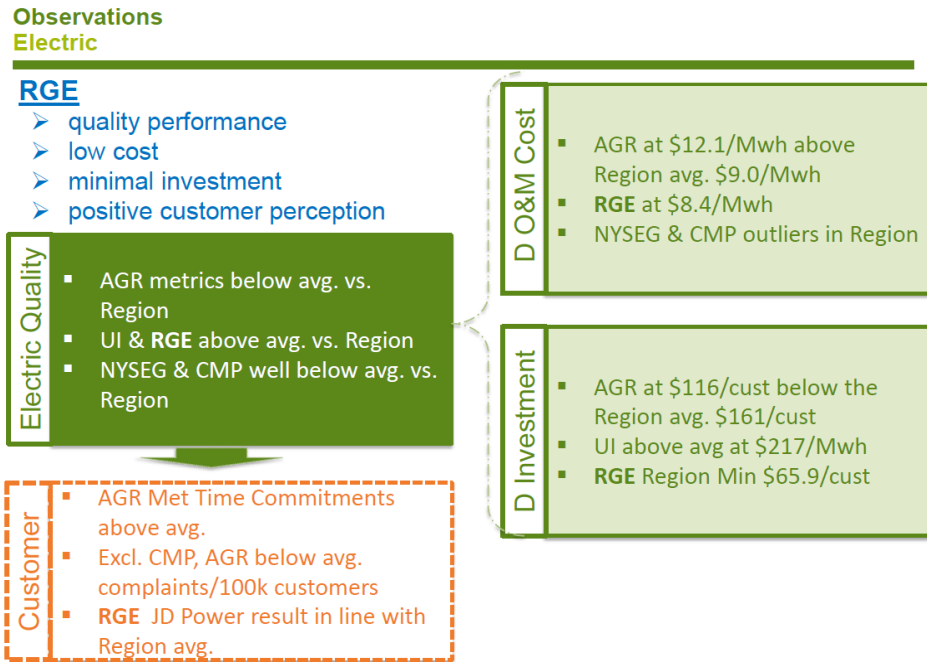 Observations
Electric
RGE
➢ quality performance
➢ low cost
➢ minimal investment
➢ positive customer perception
Electric Quality
▪ AGR metrics below avg. vs.
Region
▪ UI & RGE above avg. vs. Region
▪ NYSEG & CMP well below avg. vs.
Region
Customer
▪ AGR Met Time Commitments
above avg.
▪ Excl. CMP, AGR below avg.
complaints/100k customers
▪ RGE JD Power result in line with
Region avg.
D O&M Cost
▪ AGR at $12.1/Mwh above
Region avg. $9.0/Mwh
▪ RGE at $8.4/Mwh
▪ NYSEG & CMP outliers in Region
D Investment
▪ AGR at $116/cust below the
Region avg. $161/cust
▪ UI above avg at $217/Mwh
▪ RGE Region Min $65.9/cust